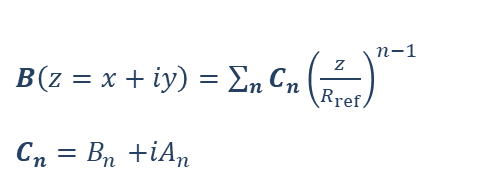 B(z = x + iy) = ∑ₙ Cₙ (z/R_ref)ⁿ⁻¹
Cₙ = Bₙ +iAₙ